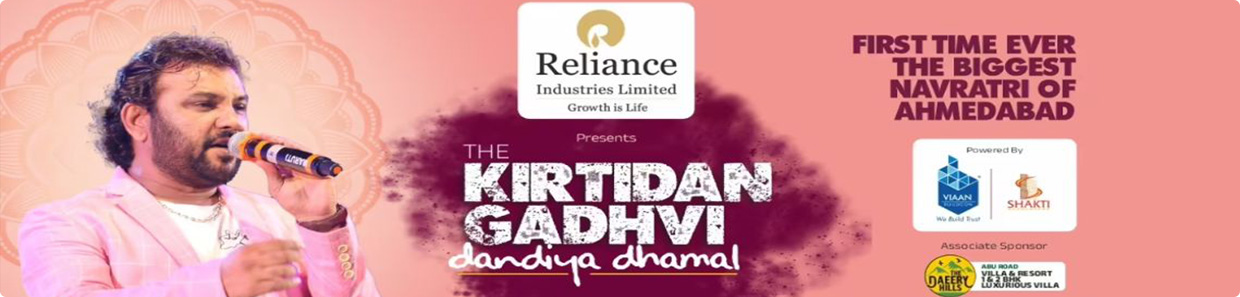 Reliance
Industries Limited
Growth is Life
Presents
THE
KIRTIDAN
GADHVI
dandiya dhamal
FIRST TIME EVER
THE BIGGEST
NAVRATRI OF
AHMEDABAD
Powered By
VIAAN
We Build Trust
SHAKTI
Associate Sponsor
THE
DAEERY
HILLS
ABU ROAD
VILLA & RESORT
1 & 2 BHK
LUXURIOUS VILLA